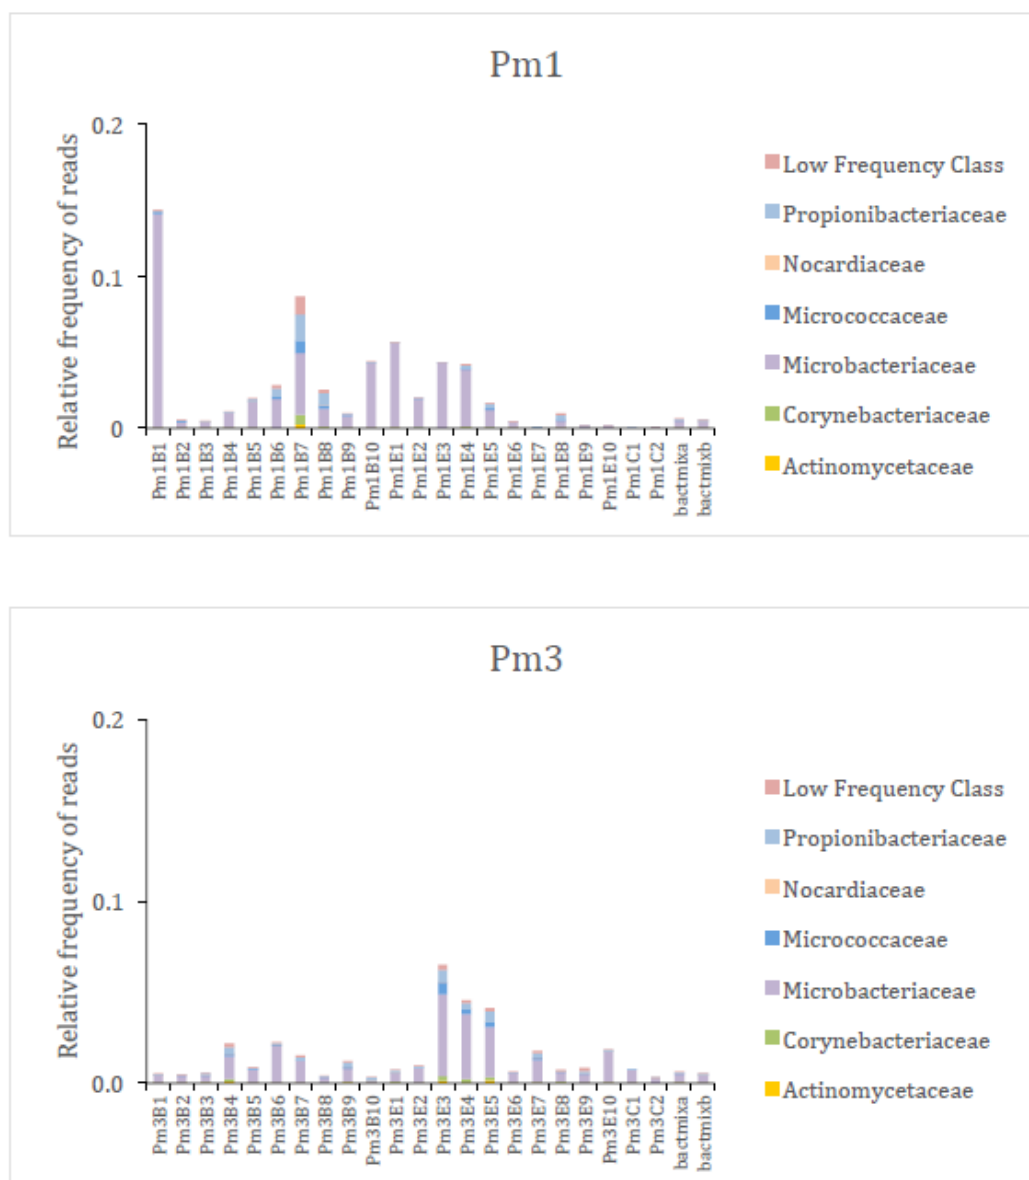 Pm1
Relative frequency of reads
0.2
0.1
0
Pm1B1
Pm1B2
Pm1B3
Pm1B4
Pm1B5
Pm1B6
Pm1B7
Pm1B8
Pm1B9
Pm1B10
Pm1E1
Pm1E2
Pm1E3
Pm1E4
Pm1E5
Pm1E6
Pm1E7
Pm1E8
Pm1E9
Pm1E10
Pm1C1
Pm1C2
bactmixa
bactmixb
Low Frequency Class
Propionibacteriaceae
Nocardiaceae
Micrococcaceae
Microbacteriaceae
Corynebacteriaceae
Actinomycetaceae
Pm3
Relative frequency of reads
0.2
0.1
0.0
Pm3B1
Pm3B2
Pm3B3
Pm3B4
Pm3B5
Pm3B6
Pm3B7
Pm3B8
Pm3B9
Pm3B10
Pm3E1
Pm3E2
Pm3E3
Pm3E4
Pm3E5
Pm3E6
Pm3E7
Pm3E8
Pm3E9
Pm3E10
Pm3C1
Pm3C2
bactmixa
bactmixb
Low Frequency Class
Propionibacteriaceae
Nocardiaceae
Micrococcaceae
Microbacteriaceae
Corynebacteriaceae
Actinomycetaceae